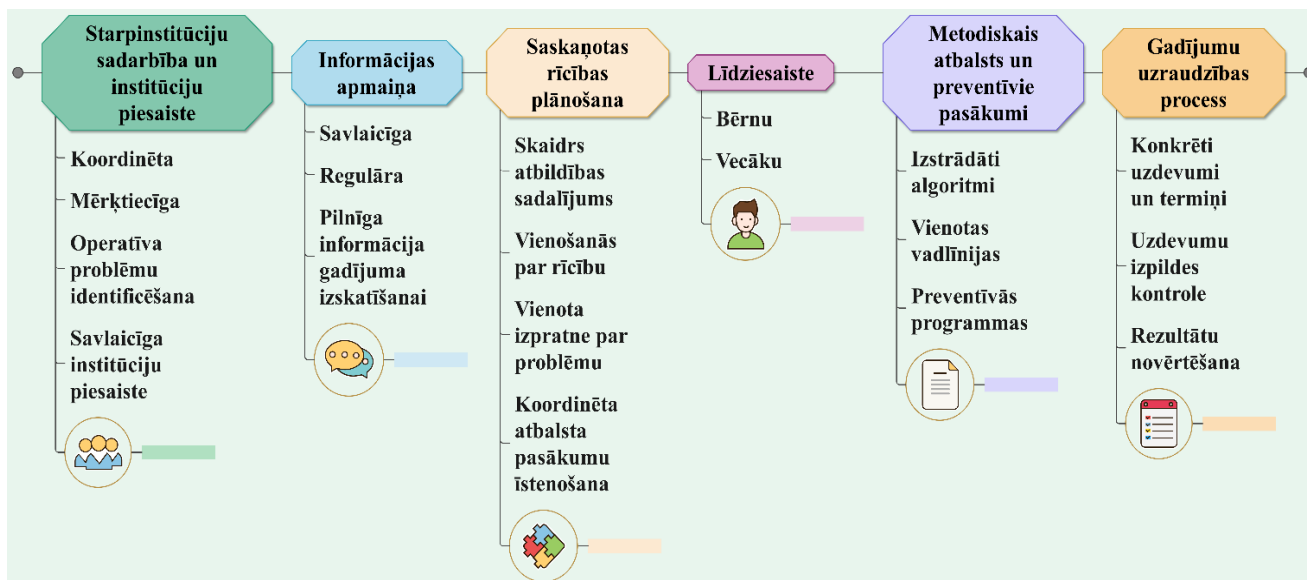 Starpinstitūciju
sadarbība un
institūciju
piesaiste
Koordinēta
Mērķtiecīga
Operatīva
problēmu
identificēšana
Savlaicīga
institūciju
piesaiste
Informācijas
apmaiņa
Savlaicīga
Regulāra
Pilnīga
informācija
gadījuma
izskatīšanai
Saskaņotas
rīcības
plānošana
Skaidrs
atbildības
sadalījums
Vienošanās
par rīcību
Vienota
izpratne par
problēmu
Koordinēta
atbalsta
pasākumu
īstenošana
Līdziesaiste
Bērnu
Vecāku
Metodiskais
atbalsts un
preventīvie
pasākumi
Izstrādāti
algoritmi
Vienotas
vadlīnijas
Preventīvās
programmas
Gadījumu
uzraudzības
process
Konkrēti
uzdevumi
un termiņi
Uzdevumu
izpildes
kontrole
Rezultātu
novērtēšana